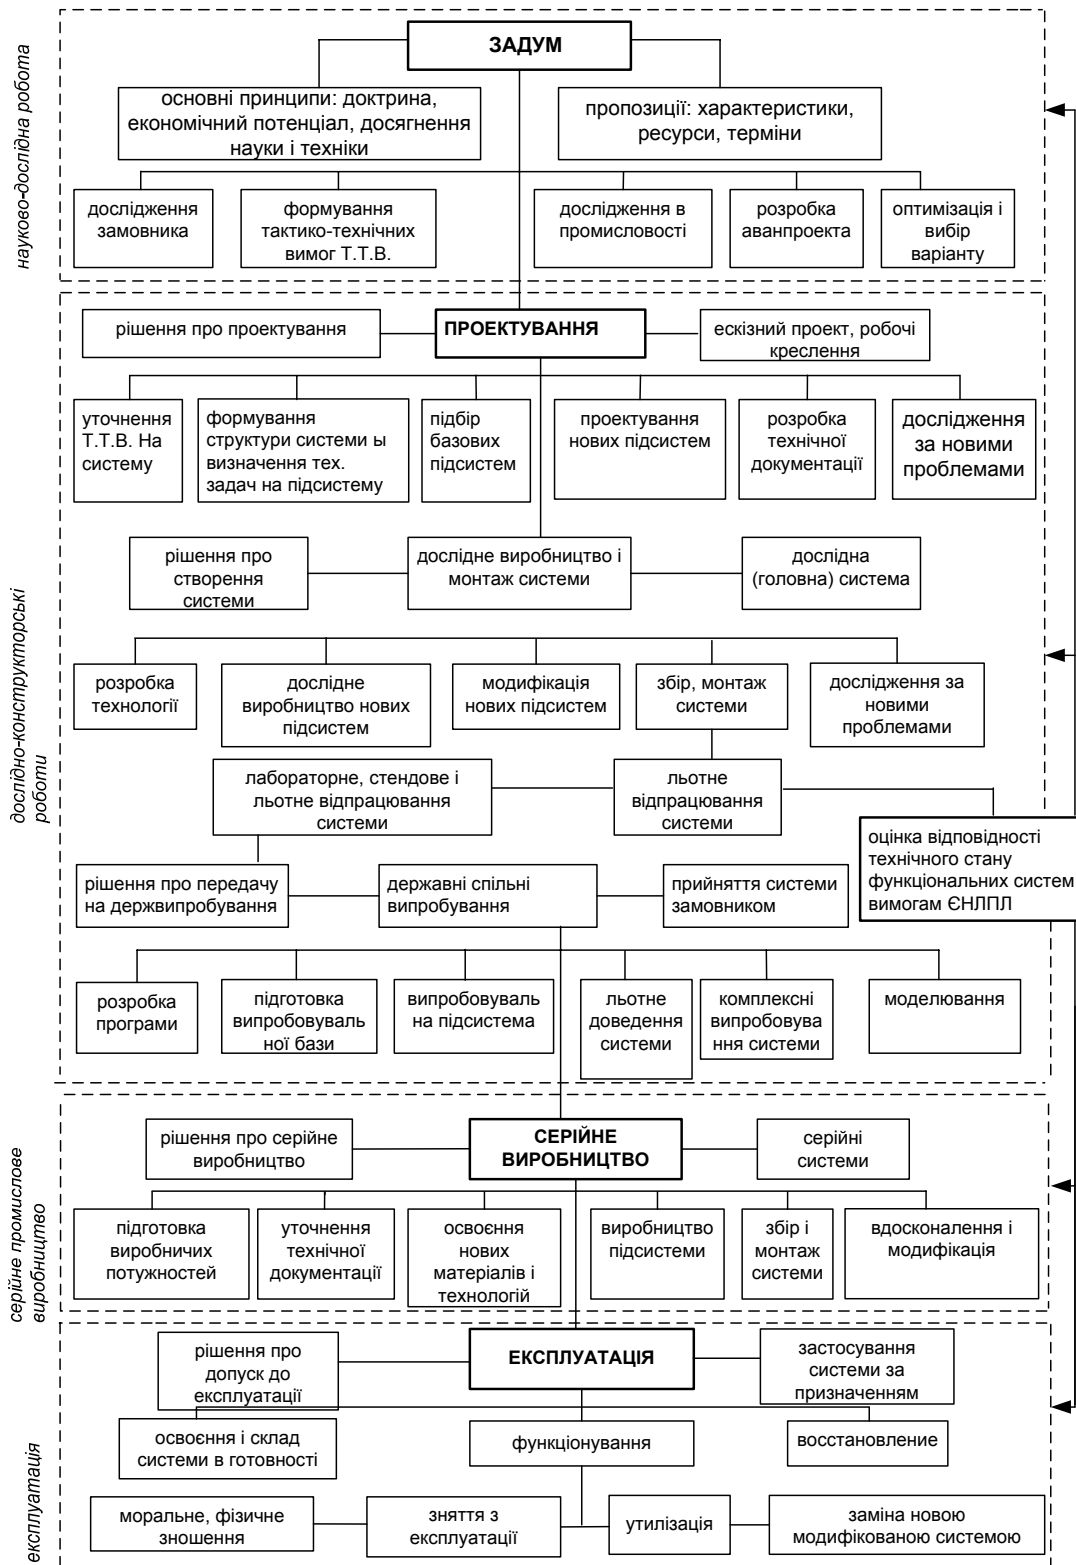 науково-дослідна робота
ЗАДУМ
основні принципи: доктрина,
економічний потенціал, досягнення
науки і техніки
пропозиції: характеристики,
ресурси, терміни
дослідження
замовника
формування
тактико-технічних
вимог Т.Т.В.
дослідження в
промисловості
розробка
аванпроекта
оптимізація і
вибір
варіанту
дослідно-конструкторські
роботи
рішення про проектування
ПРОЕКТУВАННЯ
ескізний проект, робочі
креслення
уточнення
Т.Т.В. На
систему
формування
структури системи ы
визначення тех.
задач на підсистему
підбір
базових
підсистем
проектування
нових підсистем
розробка
технічної
документації
дослідження
за новими
проблемами
рішення про
створення
системи
дослідне виробництво і
монтаж системи
дослідна
(головна) система
розробка
технології
дослідне
виробництво нових
підсистем
модифікація
нових підсистем
збір, монтаж
системи
дослідження за
новими
проблемами
лабораторне, стендове і
льотне відпрацювання
системи
льотне
відпрацювання
системи
оцінка відповідності
технічного стану
функціональних систем
вимогам ЄНЛПЛ
рішення про передачу
на держвипробування
державні спільні
випробування
прийняття системи
замовником
розробка
програми
підготовка
випробовуваль
ної бази
випробовуваль
на підсистема
льотне
доведення
системи
комплексні
випробовува
ння системи
моделювання
серійне промислове
виробництво
рішення про серійне
виробництво
СЕРІЙНЕ
ВИРОБНИЦТВО
серійні
системи
підготовка
виробничих
потужностей
уточнення
технічної
документації
освоєння
нових
матеріалів і
технологій
виробництво
підсистеми
збір і
монтаж
системи
вдосконалення і
модифікація
експлуатація
рішення про
допуск до
експлуатації
ЕКСПЛУАТАЦІЯ
застосування
системи за
призначенням
освоєння і склад
системи в готовності
функціонування
восстановление
моральне, фізичне
зношення
зняття з
експлуатації
утилізація
заміна новою
модифікованою системою